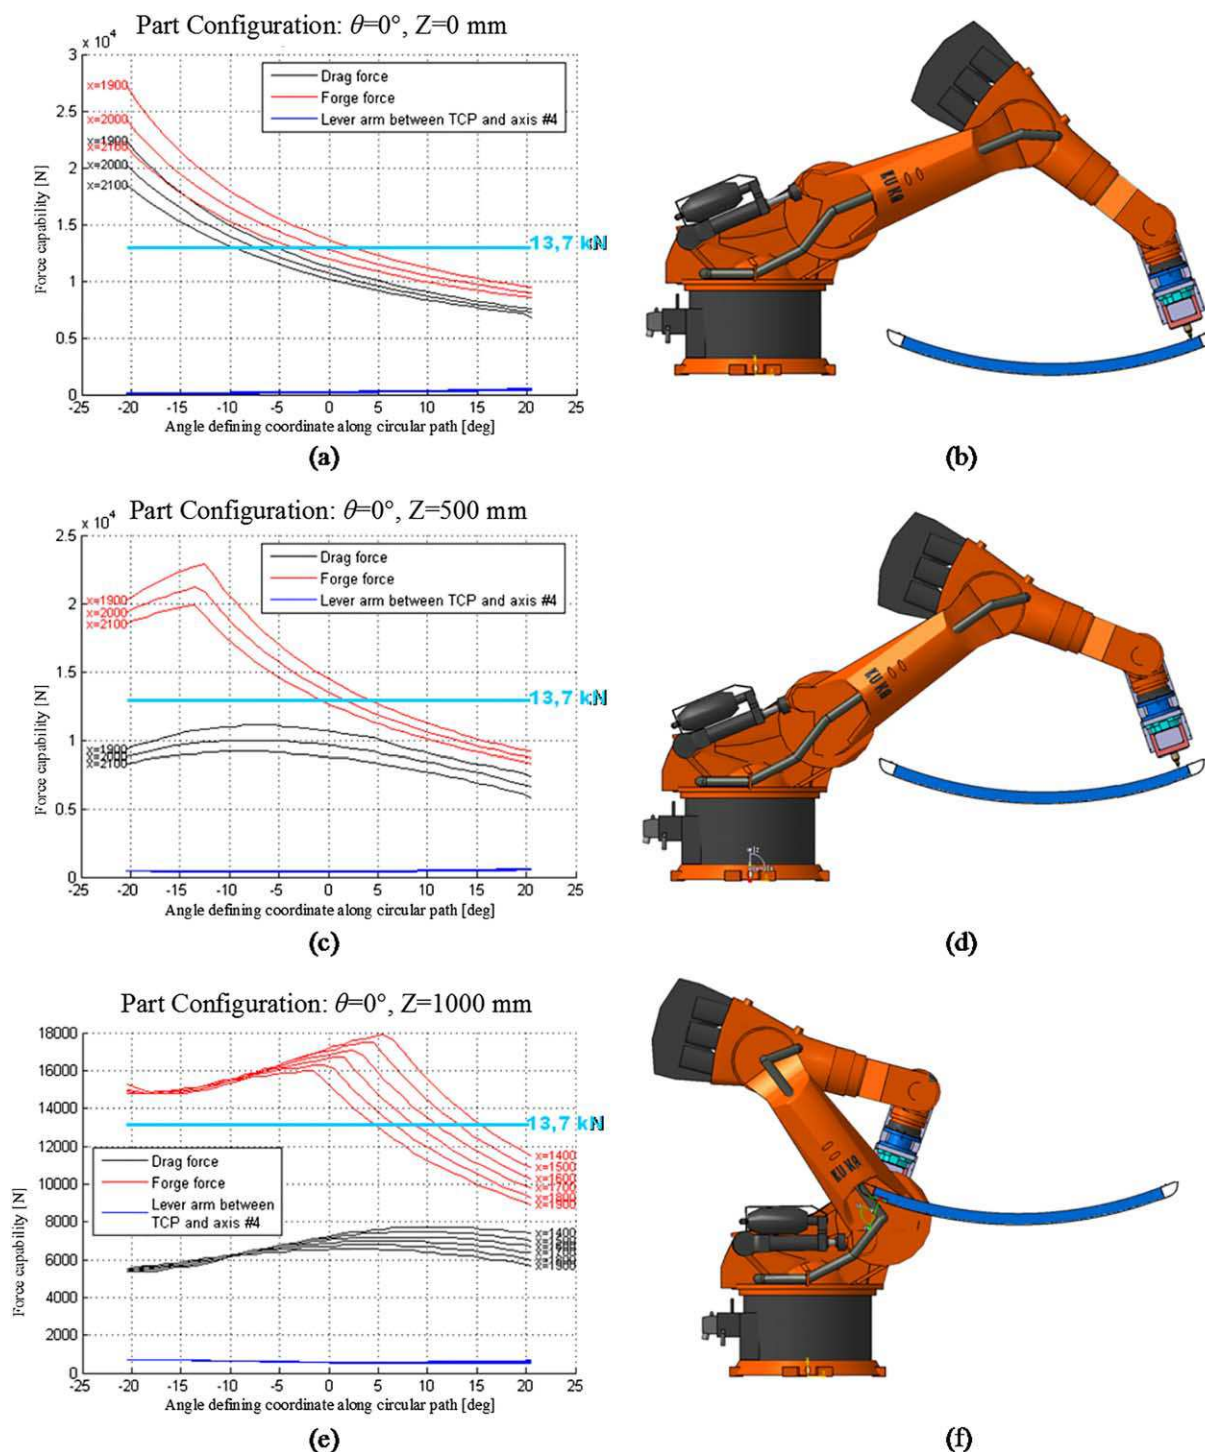 Part Configuration: θ=0°, Z=0 mm
x 10⁴
3
2.5
2
1.5
1
0.5
0
Force capability [N]
x=1900
x=2000
x=1900
x=2100
x=2000
x=2100
Drag force
Forge force
Lever arm between TCP and axis #4
13,7 kN
-25 -20 -15 -10 -5 0 5 10 15 20 25
Angle defining coordinate along circular path [deg]
(a)
KUKA
(b)
Part Configuration: θ=0°, Z=500 mm
x 10⁴
2.5
2
1.5
1
0.5
0
Force capability [N]
x=1900
x=2000
x=2100
x=1900
x=2000
x=2100
Drag force
Forge force
Lever arm between TCP and axis #4
13,7 kN
-25 -20 -15 -10 -5 0 5 10 15 20 25
Angle defining coordinate along circular path [deg]
(c)
KUKA
(d)
Part Configuration: θ=0°, Z=1000 mm
18000
16000
14000
12000
10000
8000
6000
4000
2000
0
Force capability [N]
Drag force
Forge force
Lever arm between
TCP and axis #4
13,7 kN
x=1400
x=1500
x=1600
x=1700
x=1800
x=1900
x=1400
x=1500
x=1600
x=1700
x=1800
x=1900
-25 -20 -15 -10 -5 0 5 10 15 20 25
Angle defining coordinate along circular path [deg]
(e)
KUKA
(f)